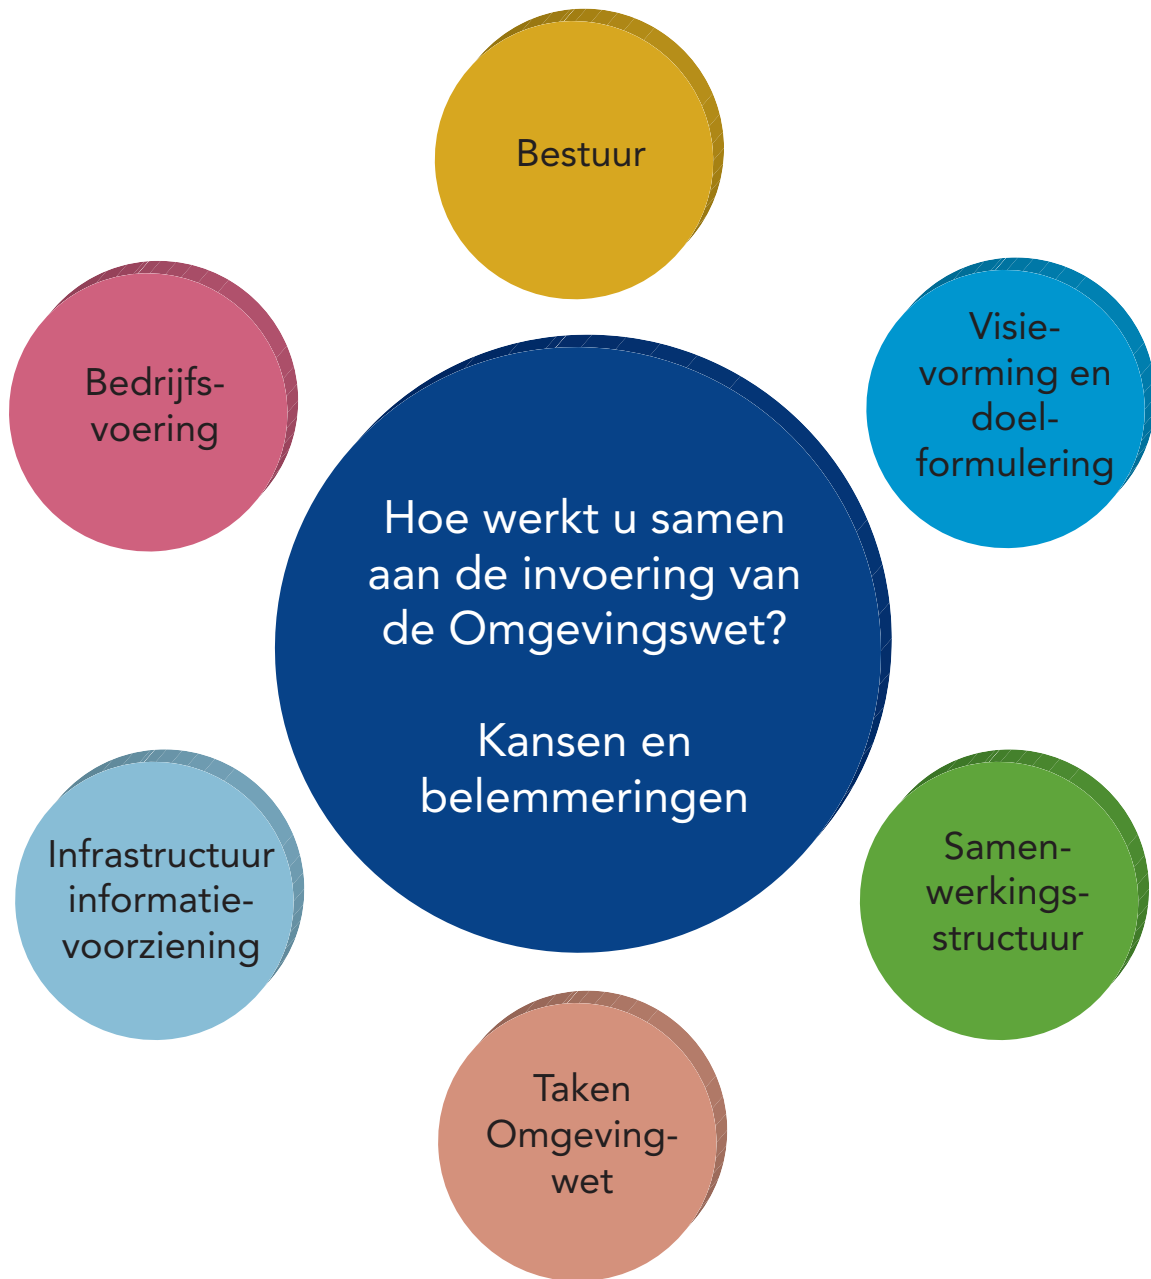 Bestuur
Visie-
vorming en
doel-
formulering
Bedrijfs-
voering
Hoe werkt u samen
aan de invoering van
de Omgevingswet?
Kansen en
belemmeringen
Infrastructuur
informatie-
voorziening
Samen-
werkings-
structuur
Taken
Omgeving-
wet